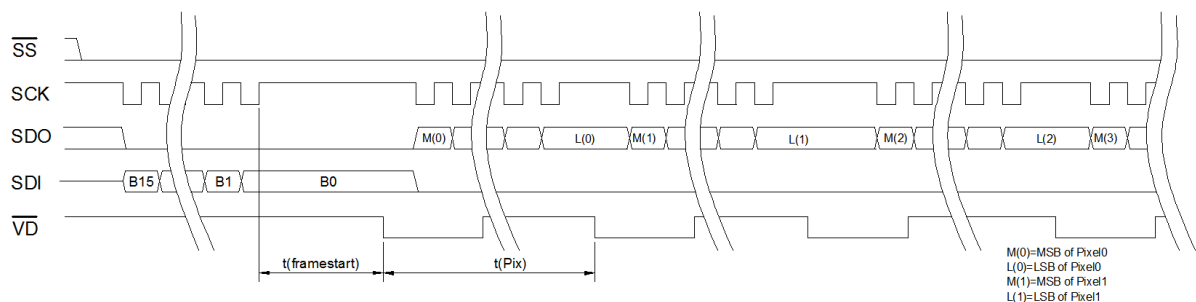 SS
SCK
SDO M(0) L(0) M(1) L(1) M(2) L(2) M(3)
SDI B15 B1 B0
VD
t(framestart) t(Pix)
M(0)=MSB of Pixel0
L(0)=LSB of Pixel0
M(1)=MSB of Pixel1
L(1)=LSB of Pixel1